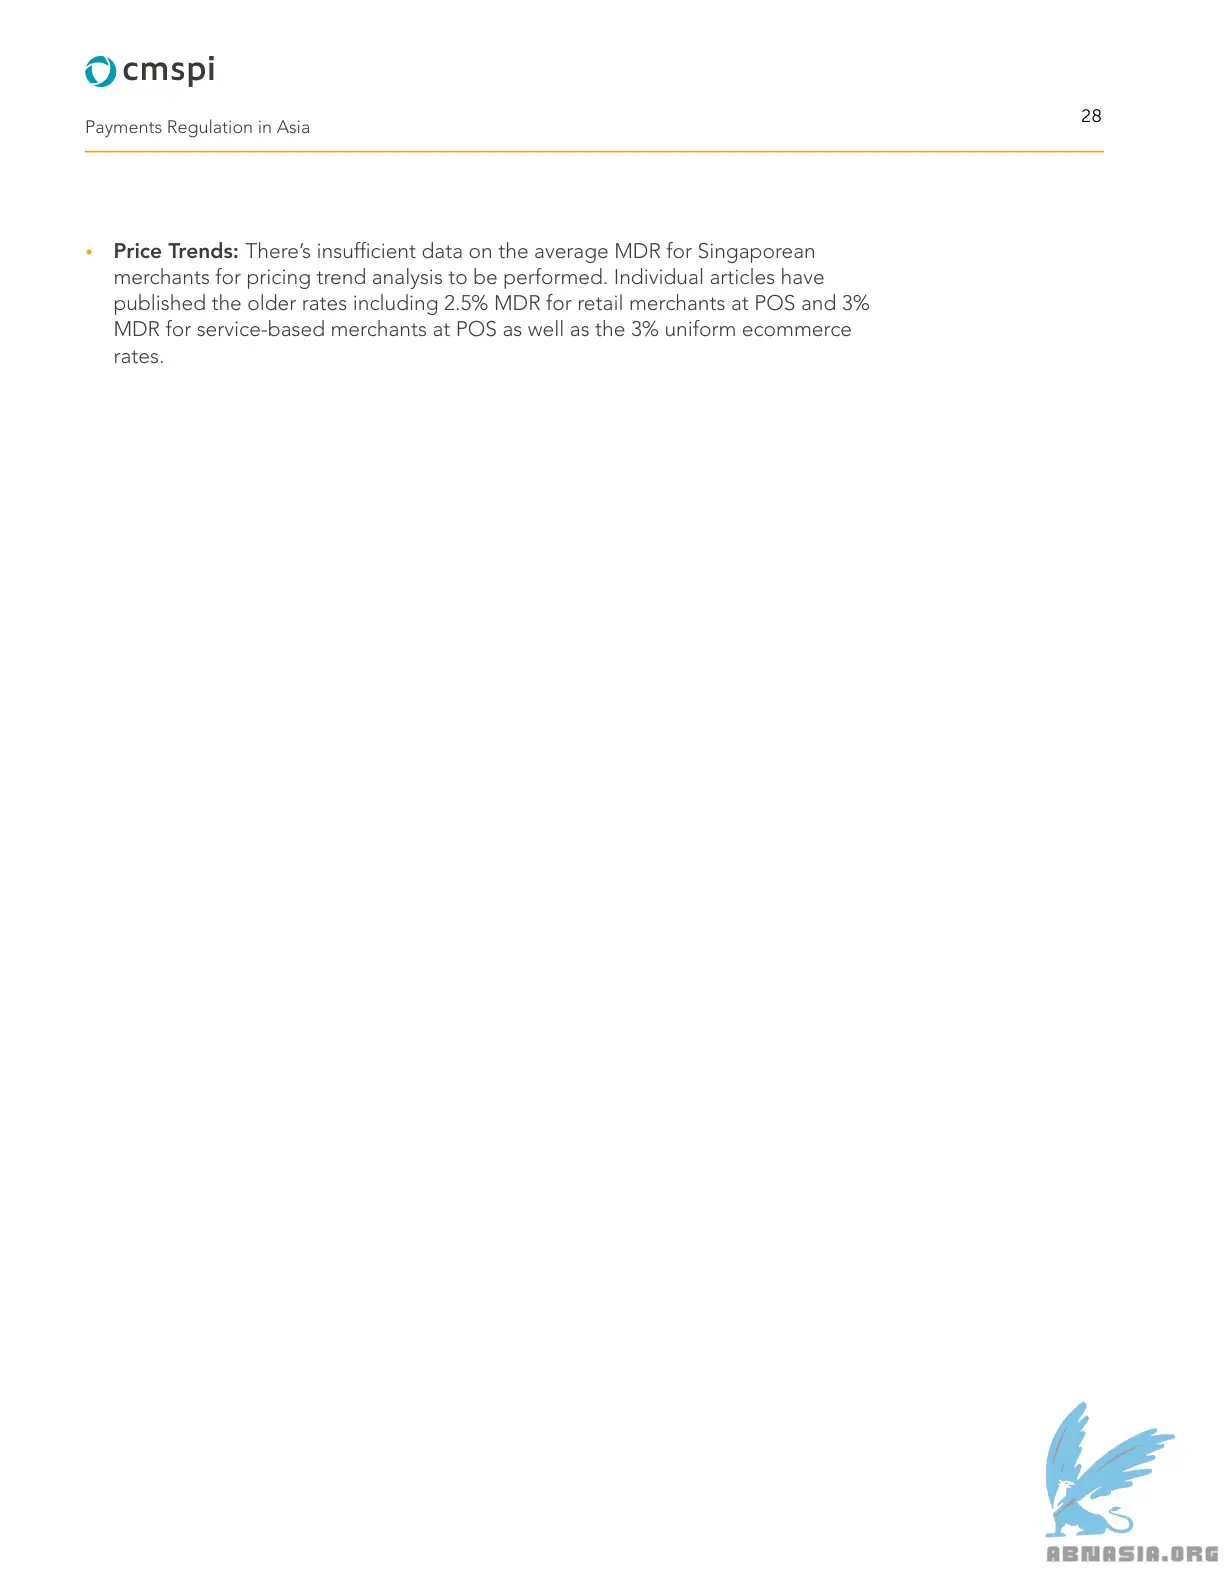 cmspi
28
Payments Regulation in Asia
• Price Trends: There’s insufficient data on the average MDR for Singaporean
merchants for pricing trend analysis to be performed. Individual articles have
published the older rates including 2.5% MDR for retail merchants at POS and 3%
MDR for service-based merchants at POS as well as the 3% uniform ecommerce
rates.
ABNASIA.ORG